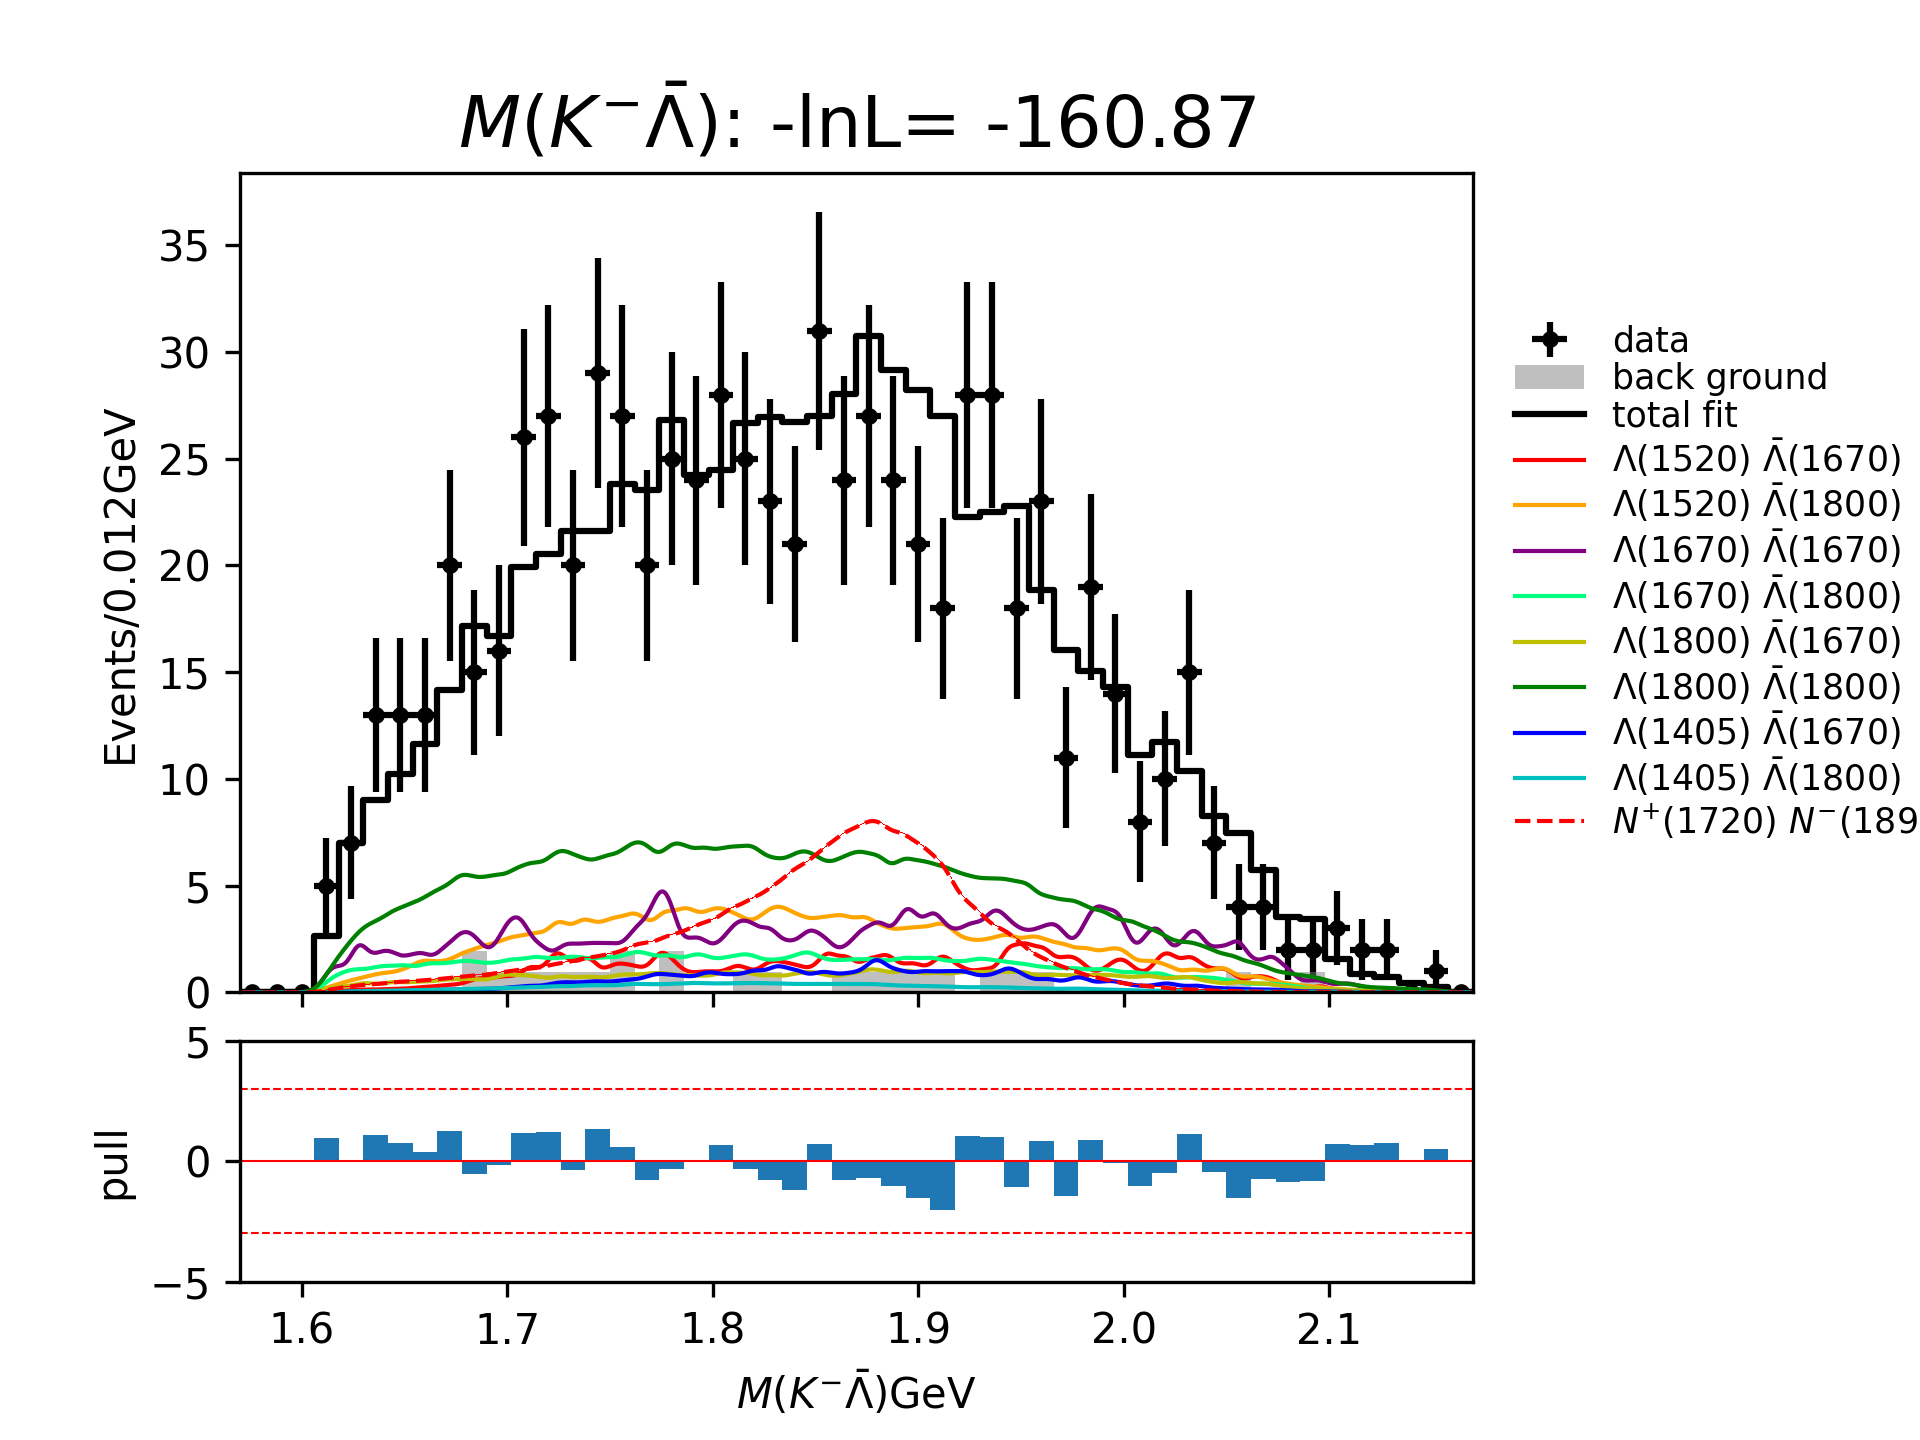 M(K⁻Λ̄): -lnL= -160.87
Events/0.012GeV
35
30
25
20
15
10
5
0
data
back ground
total fit
Λ(1520) Λ̄(1670)
Λ(1520) Λ̄(1800)
Λ(1670) Λ̄(1670)
Λ(1670) Λ̄(1800)
Λ(1800) Λ̄(1670)
Λ(1800) Λ̄(1800)
Λ(1405) Λ̄(1670)
Λ(1405) Λ̄(1800)
N⁺(1720) N⁻(189
pull
5
0
−5
1.6 1.7 1.8 1.9 2.0 2.1
M(K⁻Λ̄)GeV